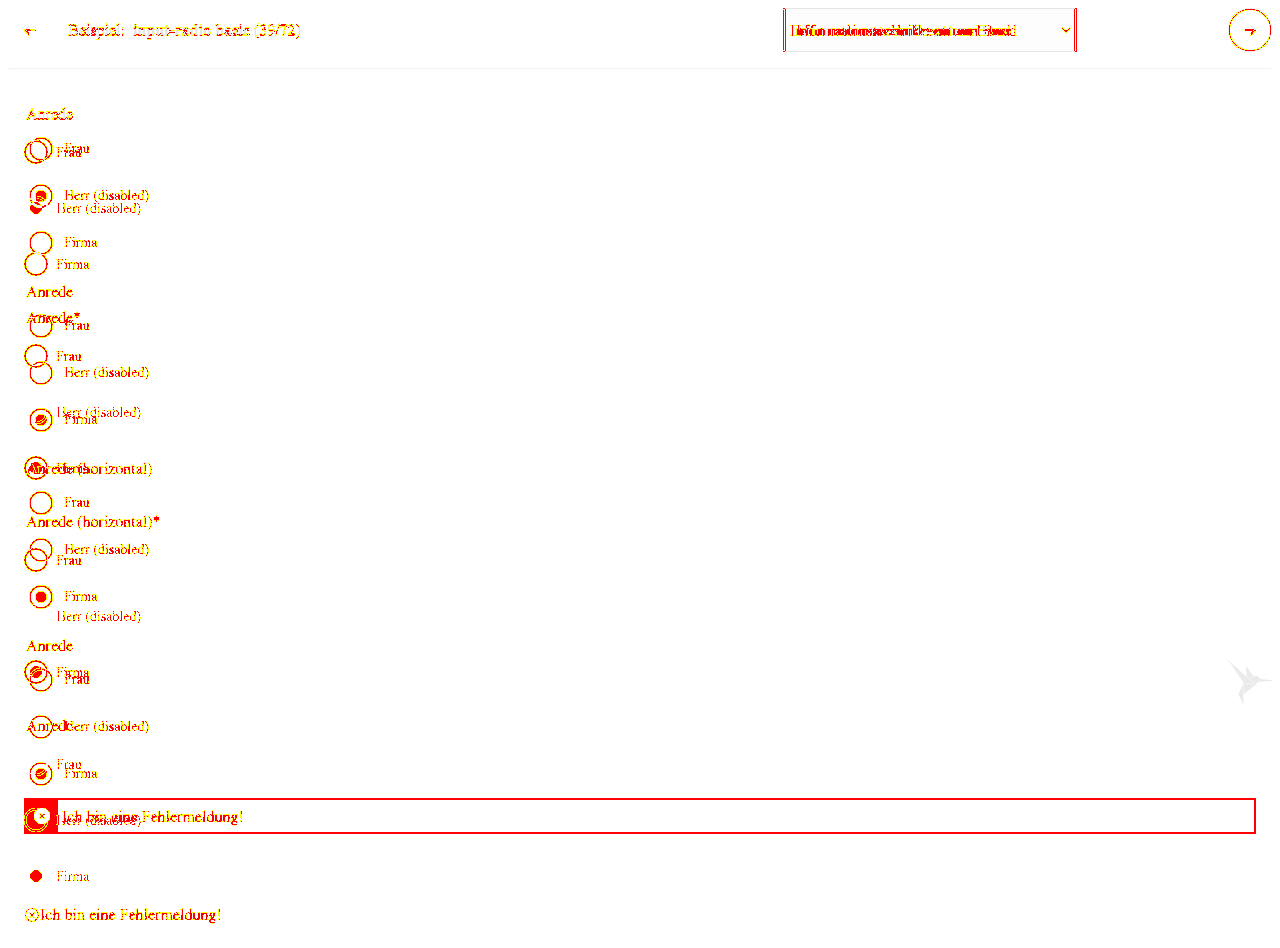 Beispiel: input-radio basic (39/72)
Anrede
Frau
Frau
Herr (disabled)
Herr (disabled)
Firma
Firma
Anrede
Anrede*
Frau
Frau
Herr (disabled)
Herr (disabled)
Firma
Anrede (horizontal)
Frau
Anrede (horizontal)*
Herr (disabled)
Frau
Firma
Herr (disabled)
Anrede
Firma
Frau
Anrede
Herr (disabled)
Frau
Firma
Ich bin eine Fehlermeldung!
Herr (disabled)
Firma
Ich bin eine Fehlermeldung!